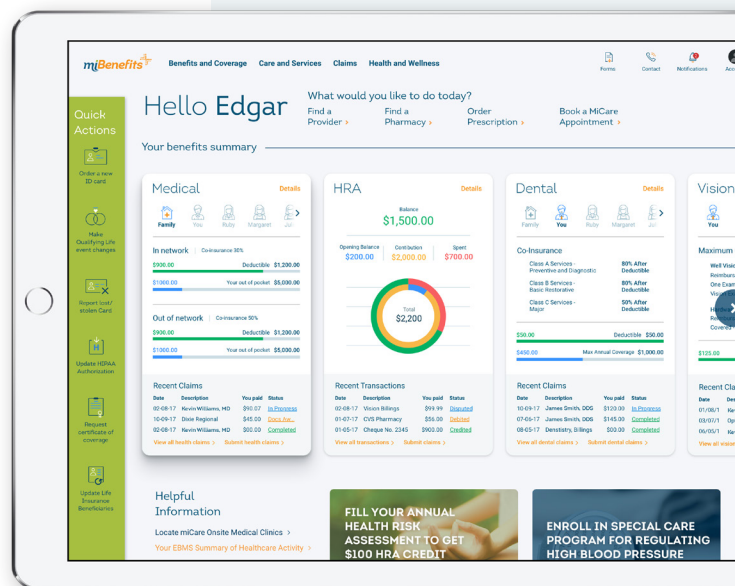 miBenefits
Benefits and Coverage Care and Services Claims Health and Wellness
Forms Contact Notifications
Quick
Actions
Order a new
ID card
Make
Qualifying Life
event changes
Report lost/
stolen Card
Update HIPAA
Authorization
Request
certificate of
coverage
Update Life
Insurance
Beneficiaries
Hello Edgar
What would you like to do today?
Find a
Provider >
Find a
Pharmacy >
Order
Prescription >
Book a MiCare
Appointment >
Your benefits summary
Medical Details
Family You Ruby Margaret
In network | Co-insurance 30%
$900.00 Deductible $1,200.00
$1000.00 Your out of pocket $5,000.00
Out of network | Co-insurance 50%
$900.00 Deductible $1,200.00
$1000.00 Your out of pocket $5,000.00
Recent Claims
Date Description You paid Status
02-08-17 Kevin Williams, MD $90.07 In Progress
10-09-17 Dixie Regional $45.00
02-08-17 Kevin Williams, MD $00.00 Completed
View all health claims > Submit health claims >
HRA Details
Balance
$1,500.00
Opening Balance Contribution Spent
$200.00 $2,000.00 $700.00
Total
$2,200
Recent Transactions
Date Description You paid Status
02-08-17 Vision Billings $99.99 Disputed
01-07-17 CVS Pharmacy $56.00 Debited
01-05-17 Cheque No. 2345 $900.00 Credited
View all transactions > Submit claims >
Dental Details
Family You Ruby Margaret
Co-Insurance
Class A Services - 80% After
Preventive and Diagnostic Deductible
Class B Services - 80% After
Basic Restorative Deductible
Class C Services - 50% After
Major Deductible
$50.00 Deductible $50.00
$450.00 Max Annual Coverage $1,000.00
Recent Claims
Date Description You paid Status
10-09-17 James Smith, DDS $120.00 In Progress
07-06-17 James Smith, DDS $145.00 Completed
08-05-17 Denstistry, Billings $00.00 Completed
View all dental claims > Submit dental claims >
Vision
You
Maximum
$125.00
Recent
Date
View all
Helpful
Information
Locate miCare Onsite Medical Clinics >
Your EBMS Summary of Healthcare Activity >
FILL YOUR ANNUAL
HEALTH RISK
ASSESSMENT TO GET
$100 HRA CREDIT
ENROLL IN SPECIAL CARE
PROGRAM FOR REGULATING
HIGH BLOOD PRESSURE